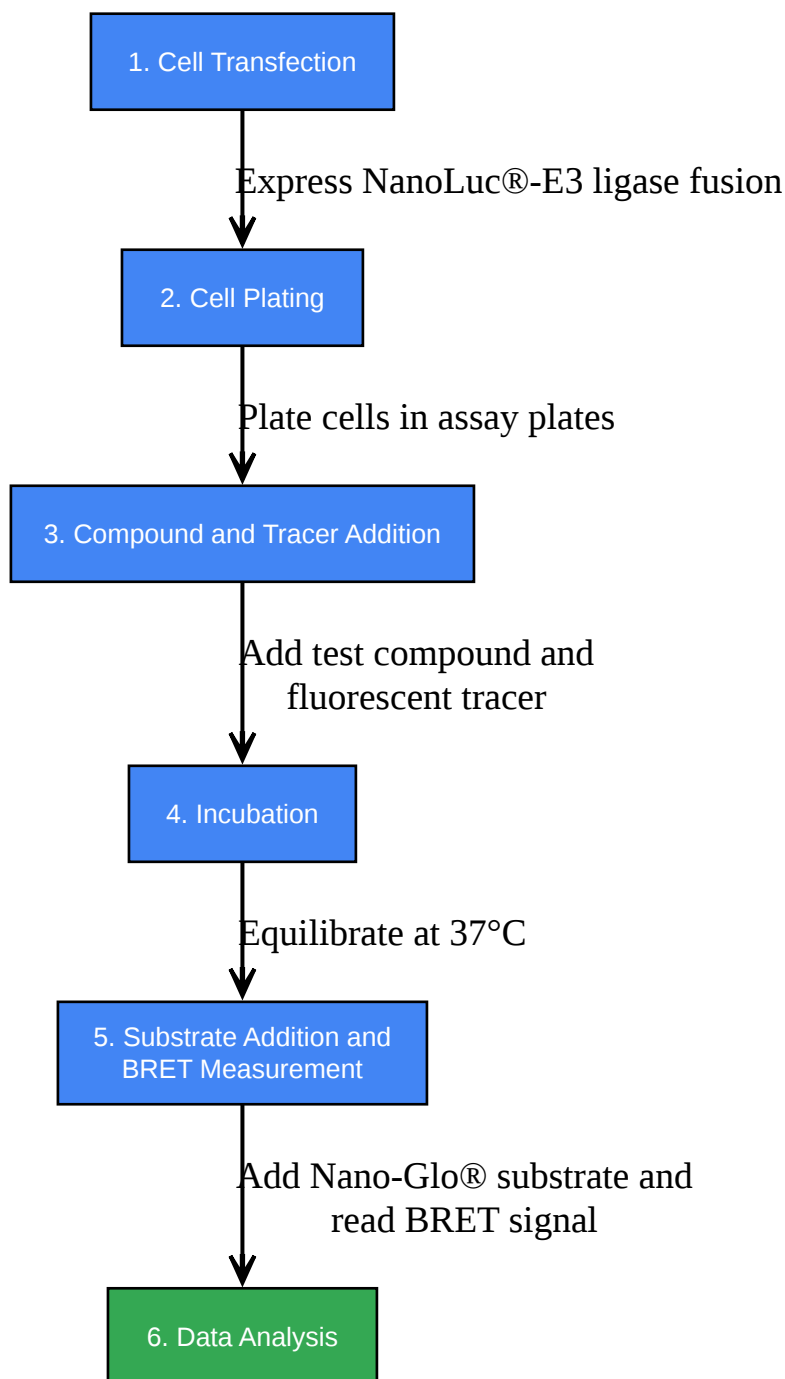 1. Cell Transfection
Express NanoLuc®-E3 ligase fusion
2. Cell Plating
Plate cells in assay plates
3. Compound and Tracer Addition
Add test compound and
fluorescent tracer
4. Incubation
Equilibrate at 37°C
5. Substrate Addition and
BRET Measurement
Add Nano-Glo® substrate and
read BRET signal
6. Data Analysis